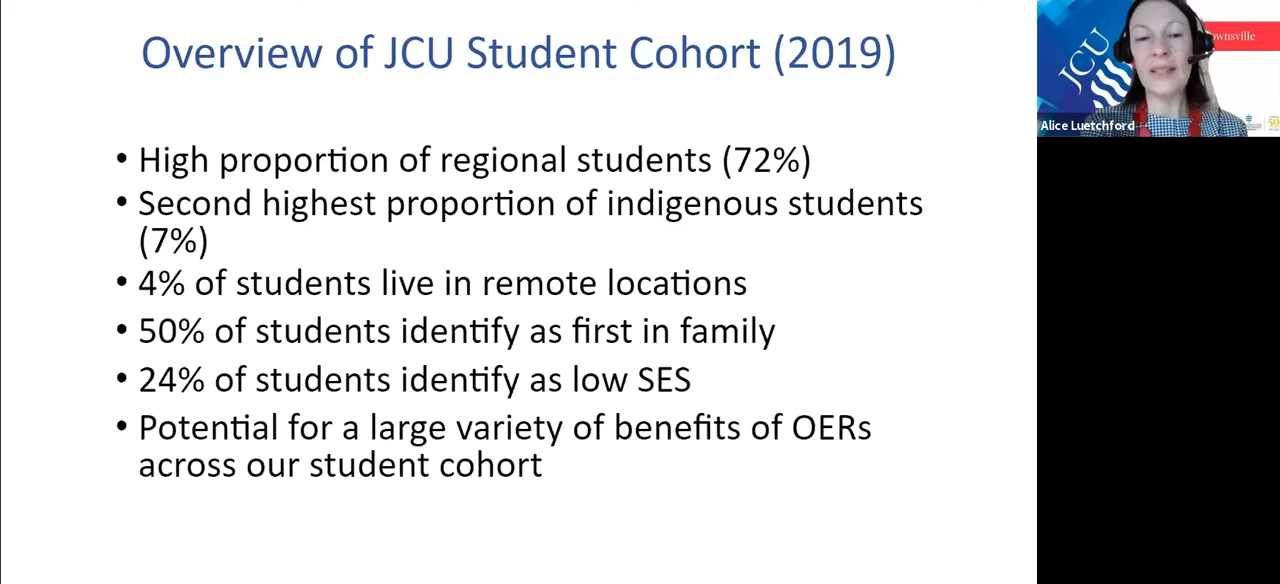 Overview of JCU Student Cohort (2019)
• High proportion of regional students (72%)
• Second highest proportion of indigenous students
(7%)
• 4% of students live in remote locations
• 50% of students identify as first in family
• 24% of students identify as low SES
• Potential for a large variety of benefits of OERs
across our student cohort
JCU
ownsville
Alice Luetchford
50